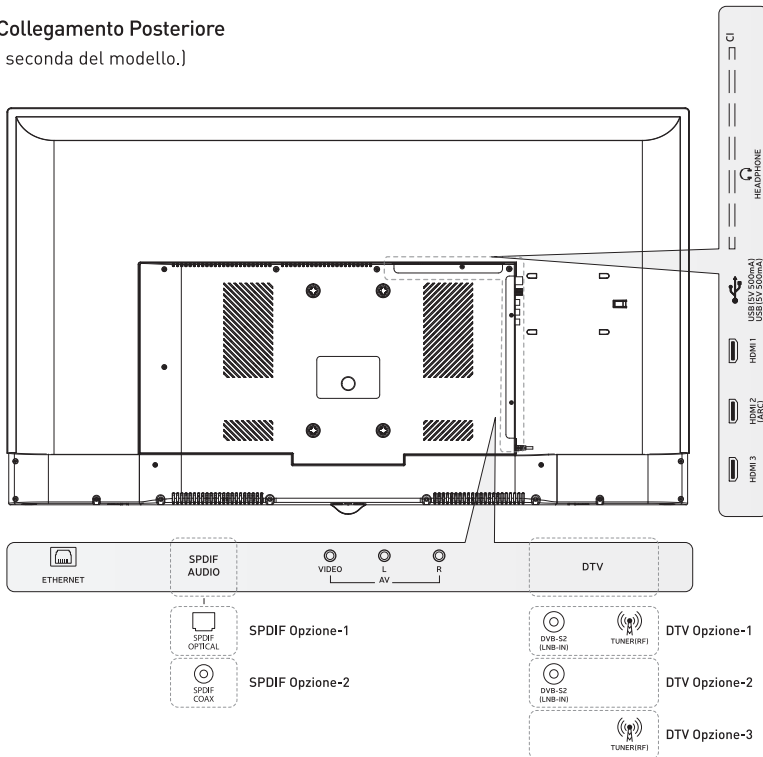 Collegamento Posteriore
seconda del modello.)
CI
HEADPHONE
USB(5V 500mA)
USB(5V 500mA)
HDMI 1
HDMI 2
(ARC)
HDMI 3
ETHERNET
SPDIF
AUDIO
VIDEO
L
R
AV
DTV
SPDIF
OPTICAL
SPDIF Opzione-1
DVB-S2
(LNB-IN)
TUNER(RF)
DTV Opzione-1
SPDIF
COAX
SPDIF Opzione-2
DVB-S2
(LNB-IN)
DTV Opzione-2
TUNER(RF)
DTV Opzione-3